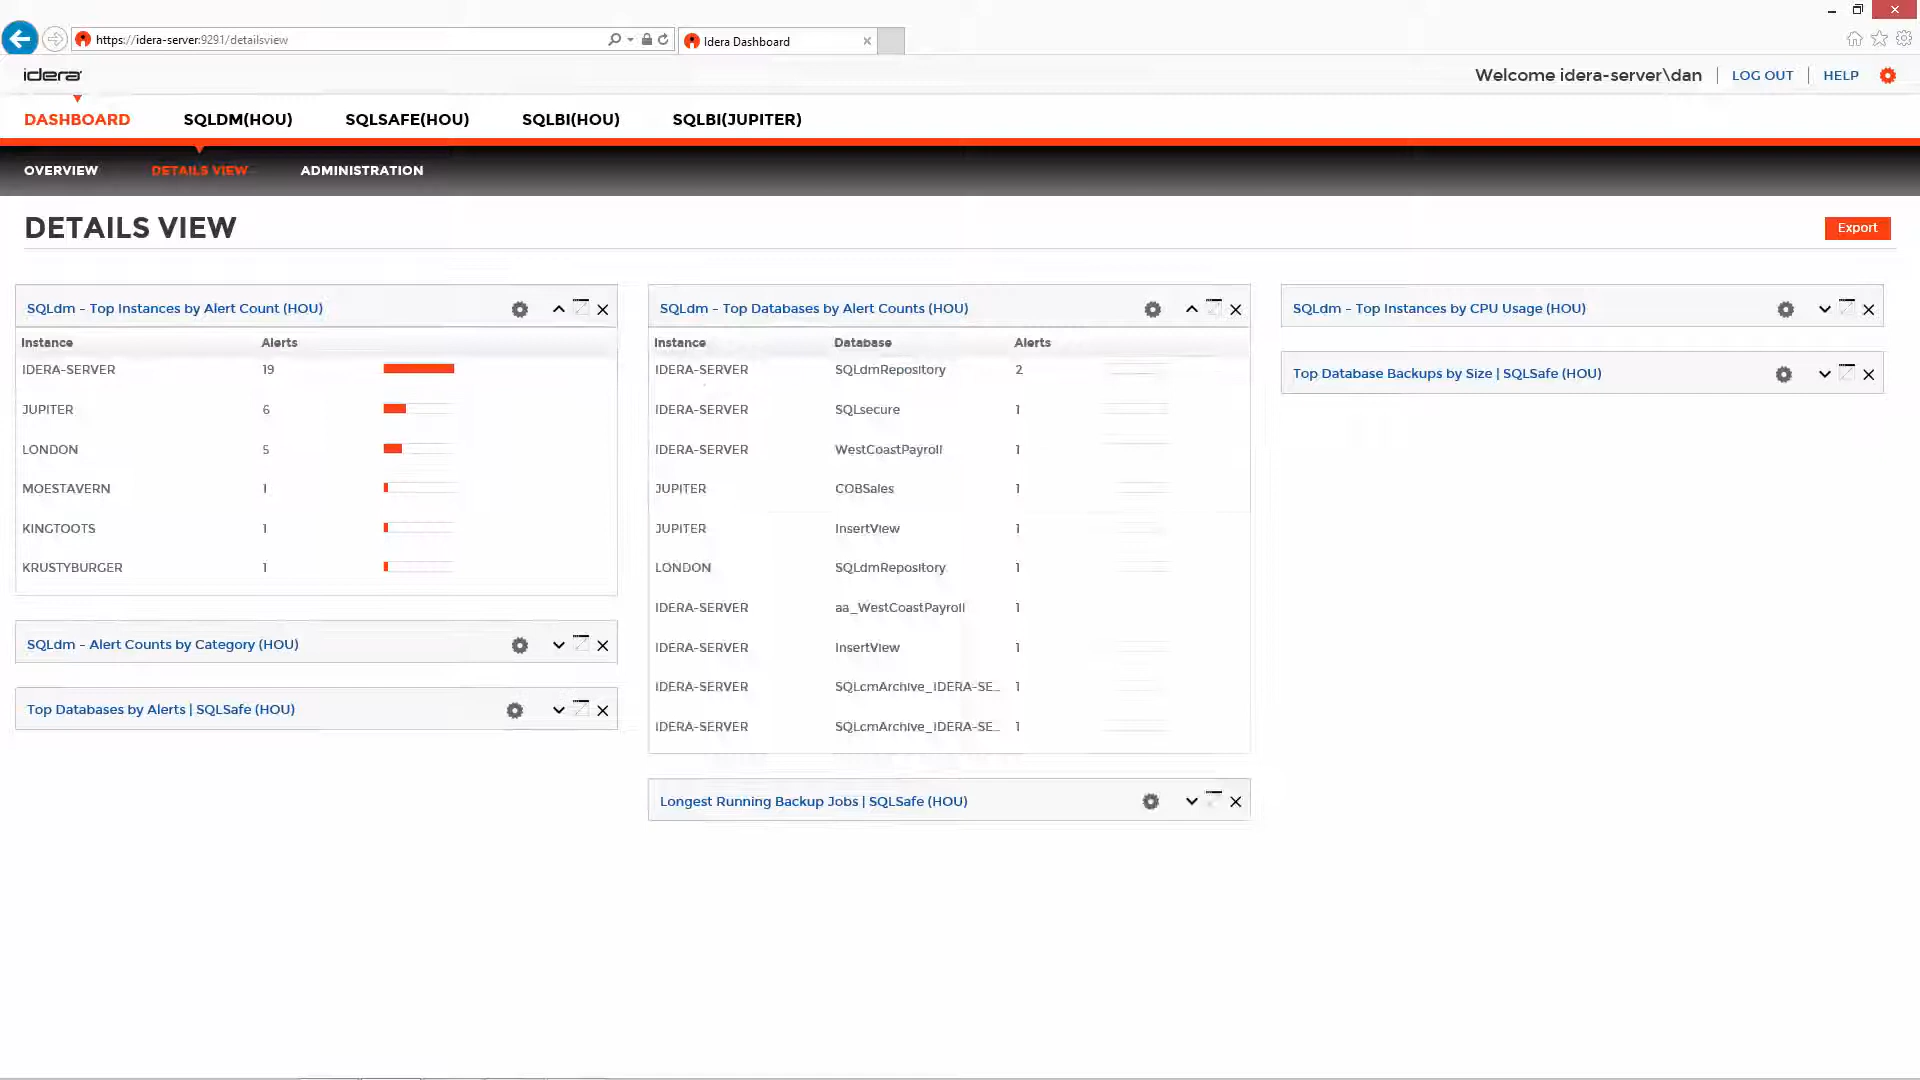 https://idera-server:9291/detailsview
Idera Dashboard
idera
Welcome idera-server\dan
LOG OUT
HELP
DASHBOARD
SQLDM(HOU)
SQLSAFE(HOU)
SQLBI(HOU)
SQLBI(JUPITER)
OVERVIEW
DETAILS VIEW
ADMINISTRATION
DETAILS VIEW
Export
SQLdm - Top Instances by Alert Count (HOU)
Instance Alerts
IDERA-SERVER 19
JUPITER 6
LONDON 5
MOESTAVERN 1
KINGTOOTS 1
KRUSTYBURGER 1
SQLdm - Alert Counts by Category (HOU)
Top Databases by Alerts | SQLSafe (HOU)
SQLdm - Top Databases by Alert Counts (HOU)
Instance Database Alerts
IDERA-SERVER SQLdmRepository 2
IDERA-SERVER SQLsecure 1
IDERA-SERVER WestCoastPayroll 1
JUPITER COBSales 1
JUPITER InsertView 1
LONDON SQLdmRepository 1
IDERA-SERVER aa_WestCoastPayroll 1
IDERA-SERVER InsertView 1
IDERA-SERVER SQLcmArchive_IDERA-SE... 1
IDERA-SERVER SQLcmArchive_IDERA-SE... 1
Longest Running Backup Jobs | SQLSafe (HOU)
SQLdm - Top Instances by CPU Usage (HOU)
Top Database Backups by Size | SQLSafe (HOU)